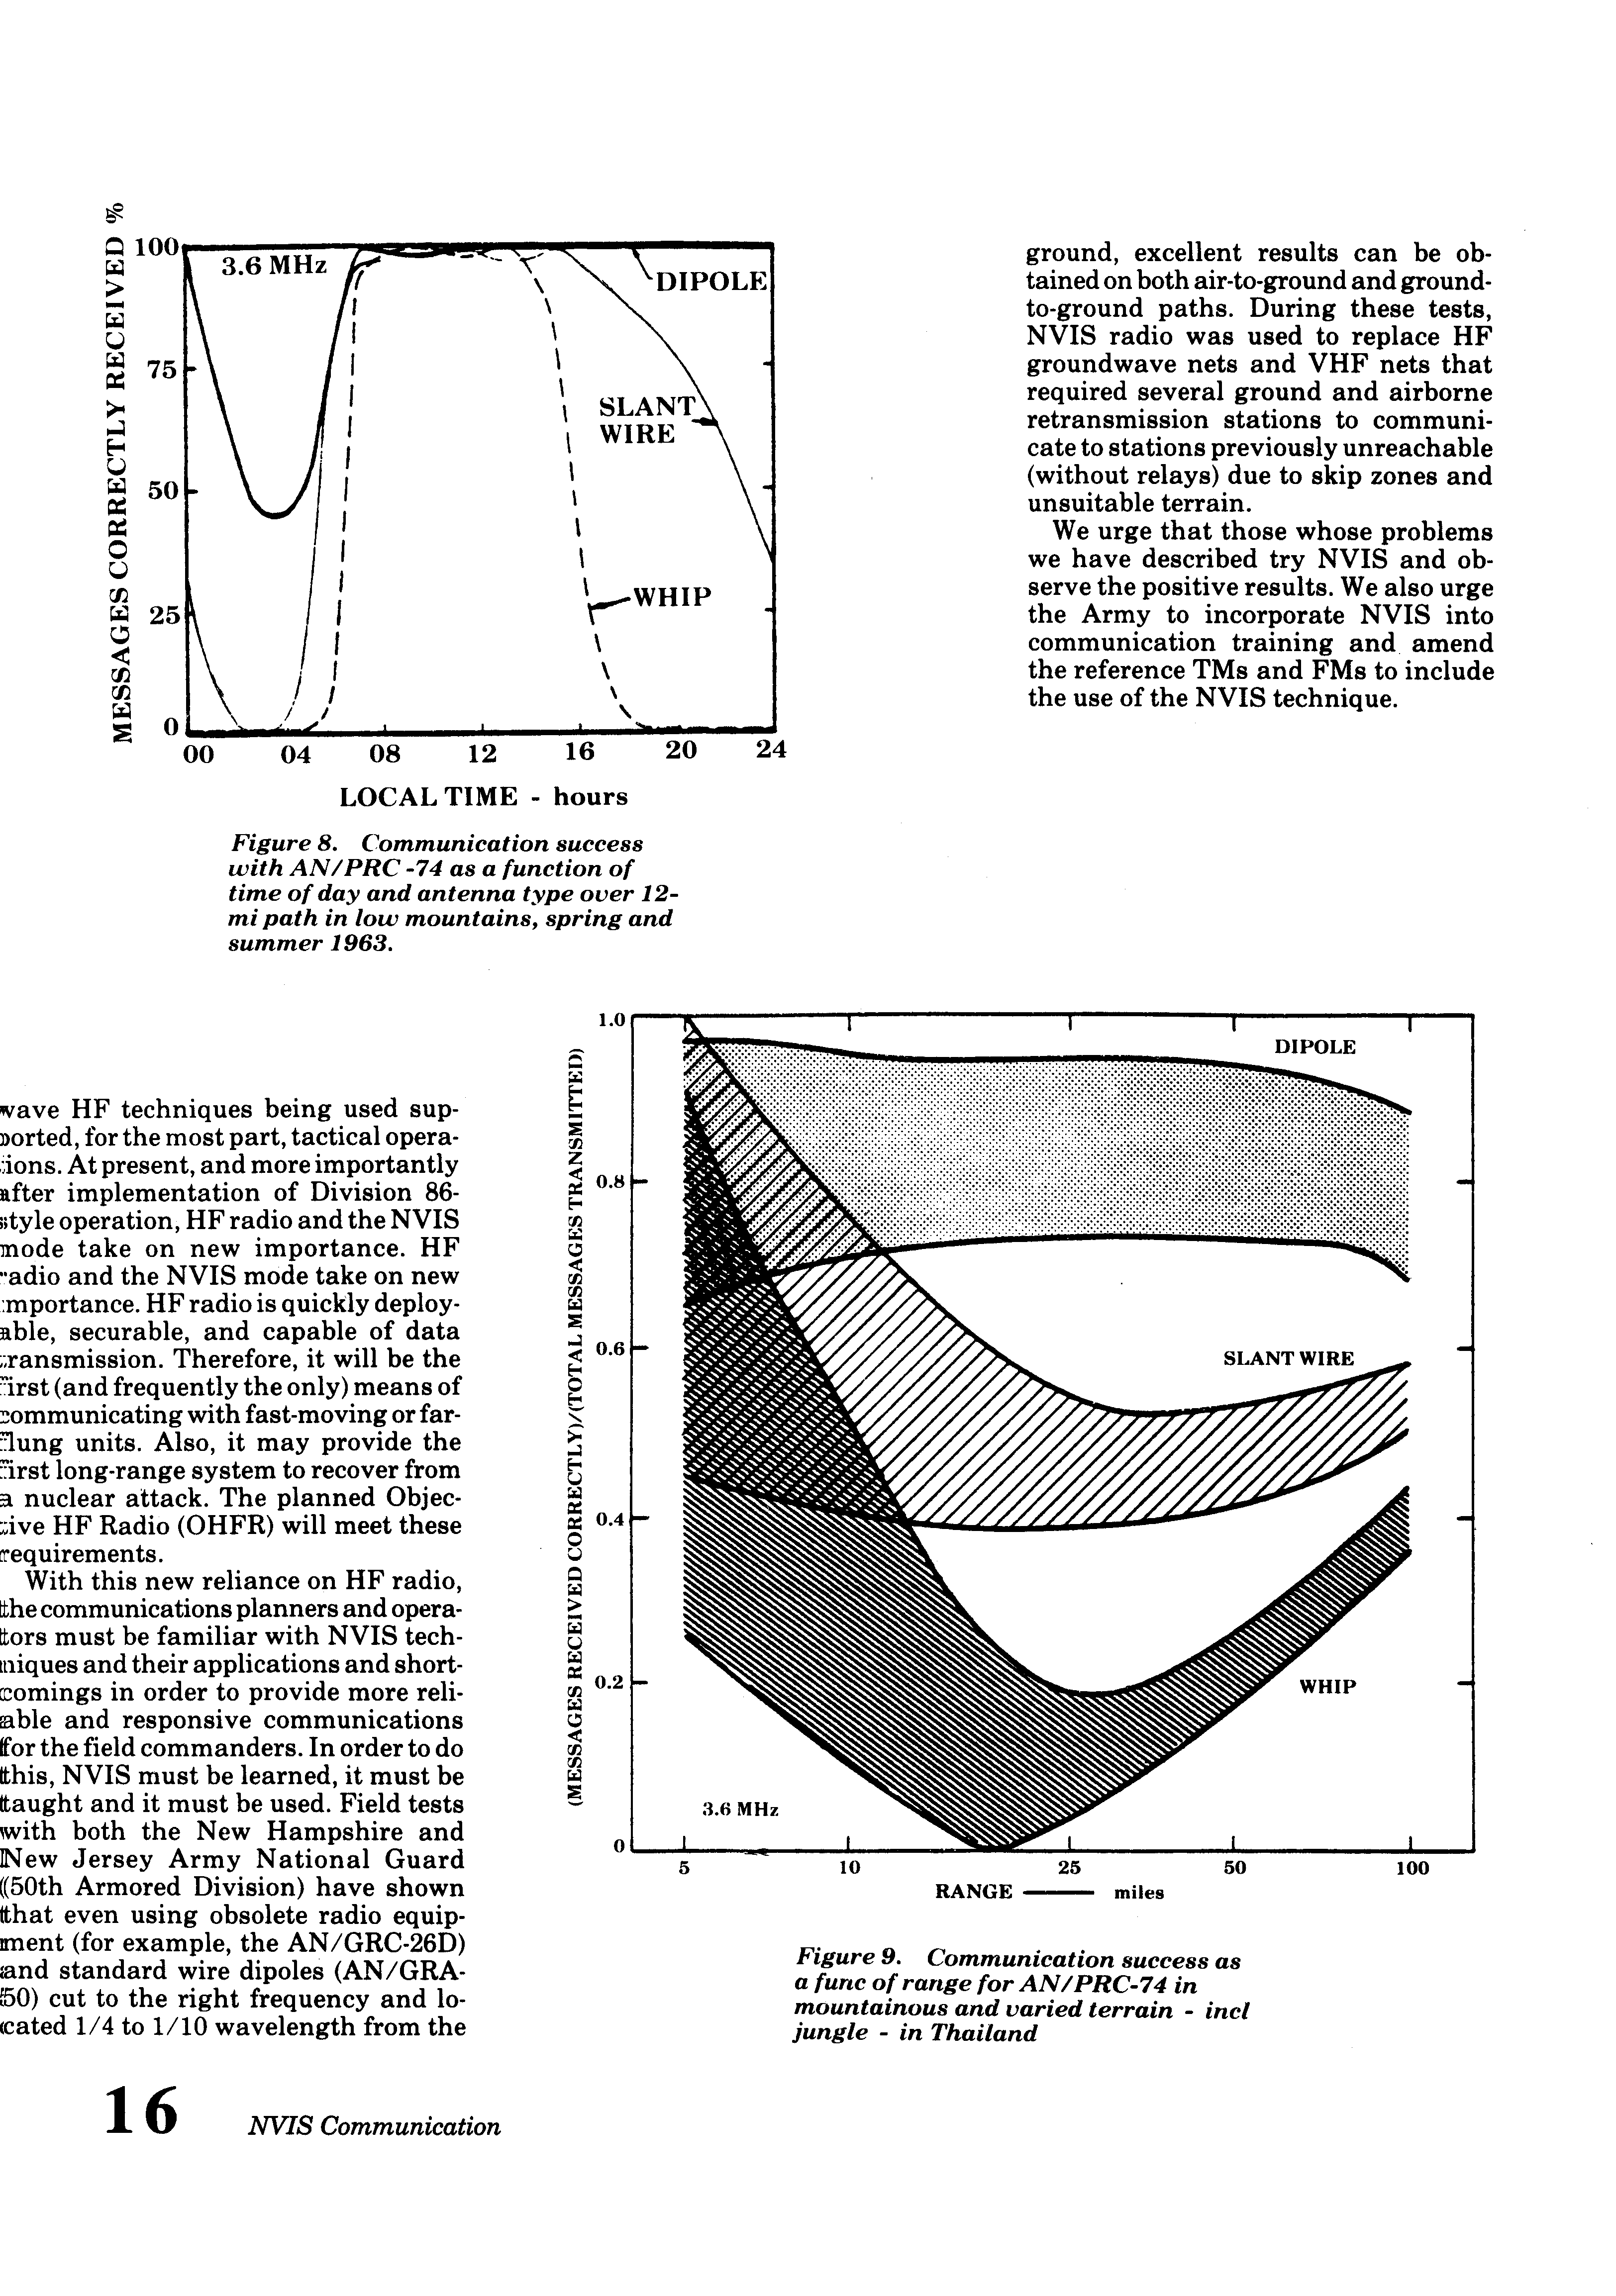 MESSAGES CORRECTLY RECEIVED %
100
75
50
25
0
3.6 MHz
DIPOLE
SLANT
WIRE
WHIP
00 04 08 12 16 20 24
LOCAL TIME - hours
Figure 8. Communication success
with AN/PRC -74 as a function of
time of day and antenna type over 12-
mi path in low mountains, spring and
summer 1963.
wave HF techniques being used sup-
ported, for the most part, tactical opera-
tions. At present, and more importantly
after implementation of Division 86-
style operation, HF radio and the NVIS
mode take on new importance. HF
radio and the NVIS mode take on new
importance. HF radio is quickly deploy-
able, securable, and capable of data
transmission. Therefore, it will be the
first (and frequently the only) means of
communicating with fast-moving or far-
flung units. Also, it may provide the
first long-range system to recover from
a nuclear attack. The planned Objec-
tive HF Radio (OHFR) will meet these
requirements.
With this new reliance on HF radio,
the communications planners and opera-
tors must be familiar with NVIS tech-
niques and their applications and short-
comings in order to provide more reli-
able and responsive communications
for the field commanders. In order to do
this, NVIS must be learned, it must be
taught and it must be used. Field tests
with both the New Hampshire and
New Jersey Army National Guard
(50th Armored Division) have shown
that even using obsolete radio equip-
ment (for example, the AN/GRC-26D)
and standard wire dipoles (AN/GRA-
50) cut to the right frequency and lo-
cated 1/4 to 1/10 wavelength from the
ground, excellent results can be ob-
tained on both air-to-ground and ground-
to-ground paths. During these tests,
NVIS radio was used to replace HF
groundwave nets and VHF nets that
required several ground and airborne
retransmission stations to communi-
cate to stations previously unreachable
(without relays) due to skip zones and
unsuitable terrain.
We urge that those whose problems
we have described try NVIS and ob-
serve the positive results. We also urge
the Army to incorporate NVIS into
communication training and amend
the reference TMs and FMs to include
the use of the NVIS technique.
(MESSAGES RECEIVED CORRECTLY)/(TOTAL MESSAGES TRANSMITTED)
1.0
0.8
0.6
0.4
0.2
0
DIPOLE
SLANT WIRE
WHIP
3.6 MHz
5 10 25 50 100
RANGE —— miles
Figure 9. Communication success as
a func of range for AN/PRC-74 in
mountainous and varied terrain - incl
jungle - in Thailand
16 NVIS Communication